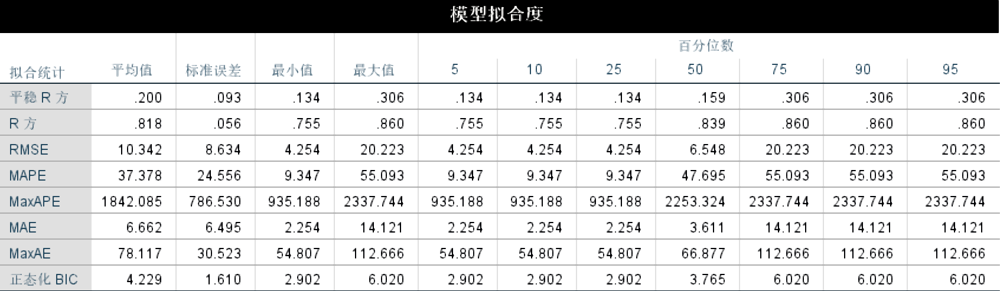 模型拟合度
百分位数
拟合统计 平均值 标准误差 最小值 最大值 5 10 25 50 75 90 95
平稳 R 方 .200 .093 .134 .306 .134 .134 .134 .159 .306 .306 .306
R 方 .818 .056 .755 .860 .755 .755 .755 .839 .860 .860 .860
RMSE 10.342 8.634 4.254 20.223 4.254 4.254 4.254 6.548 20.223 20.223 20.223
MAPE 37.378 24.556 9.347 55.093 9.347 9.347 9.347 47.695 55.093 55.093 55.093
MaxAPE 1842.085 786.530 935.188 2337.744 935.188 935.188 935.188 2253.324 2337.744 2337.744 2337.744
MAE 6.662 6.495 2.254 14.121 2.254 2.254 2.254 3.611 14.121 14.121 14.121
MaxAE 78.117 30.523 54.807 112.666 54.807 54.807 54.807 66.877 112.666 112.666 112.666
正态化 BIC 4.229 1.610 2.902 6.020 2.902 2.902 2.902 3.765 6.020 6.020 6.020